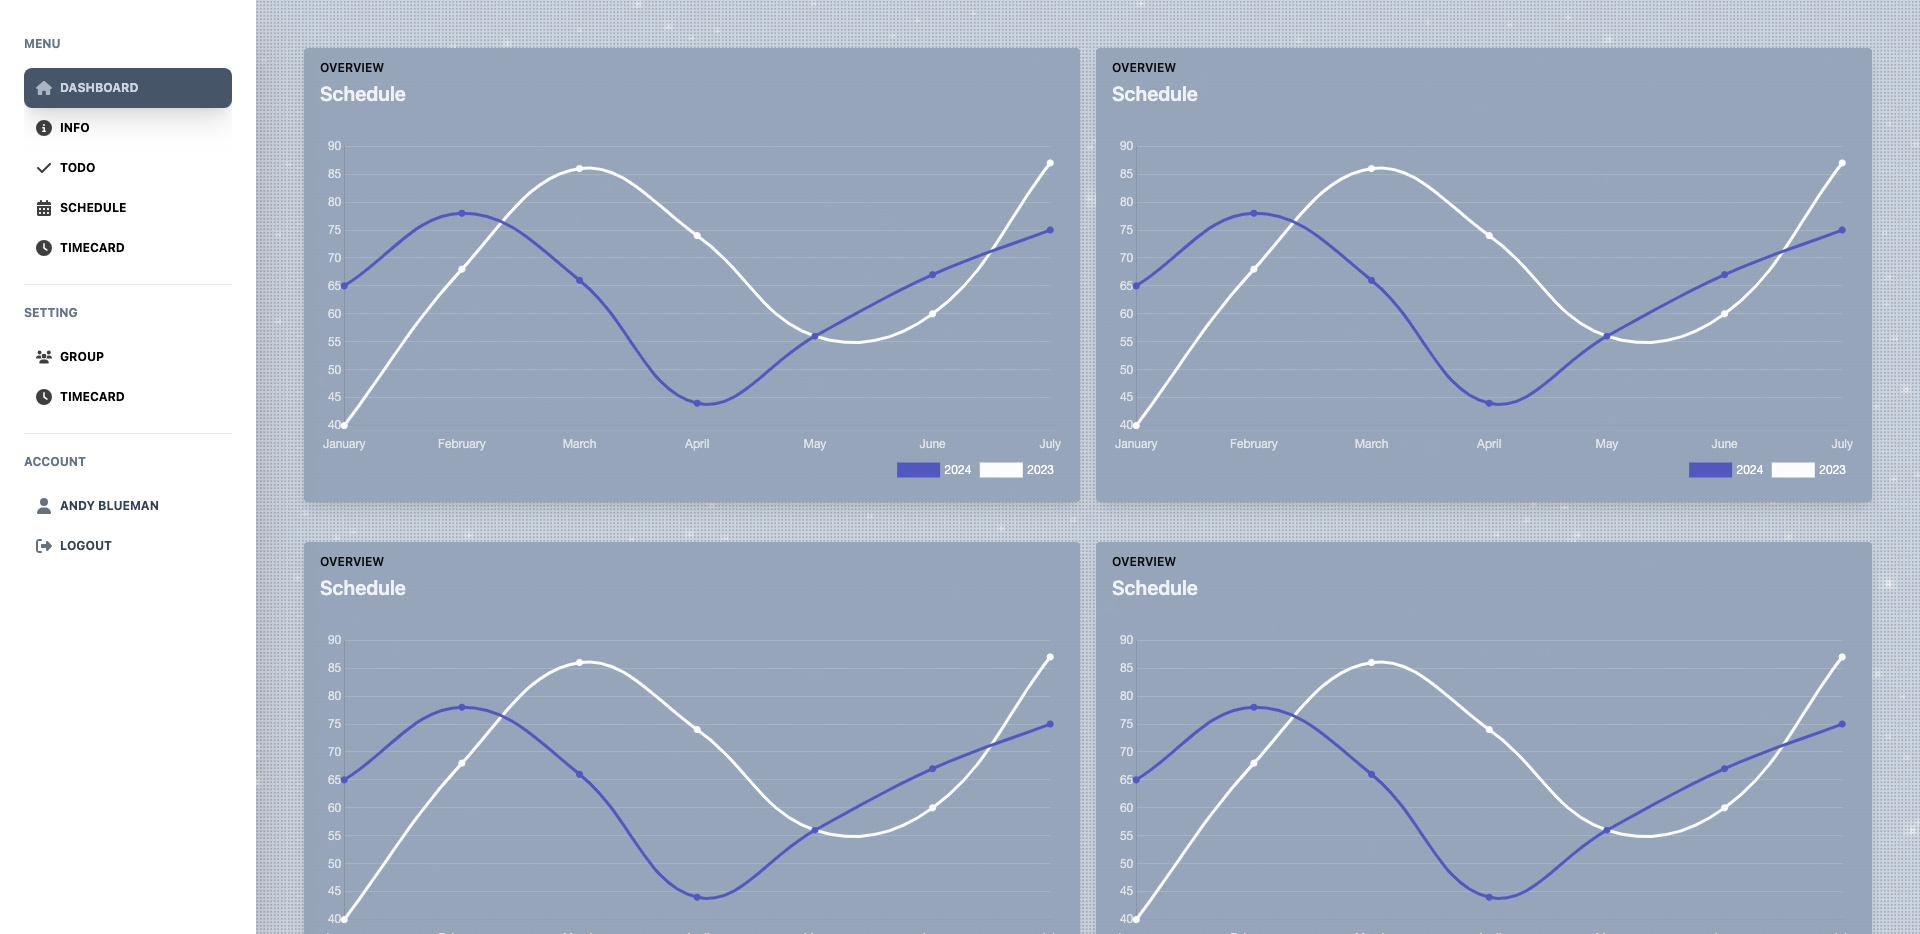 MENU
DASHBOARD
INFO
TODO
SCHEDULE
TIMECARD
SETTING
GROUP
TIMECARD
ACCOUNT
ANDY BLUEMAN
LOGOUT
OVERVIEW
Schedule
90
85
80
75
70
65
60
55
50
45
40
January February March April May June July
2024 2023
OVERVIEW
Schedule
90
85
80
75
70
65
60
55
50
45
40
January February March April May June July
2024 2023
OVERVIEW
Schedule
90
85
80
75
70
65
60
55
50
45
40
OVERVIEW
Schedule
90
85
80
75
70
65
60
55
50
45
40